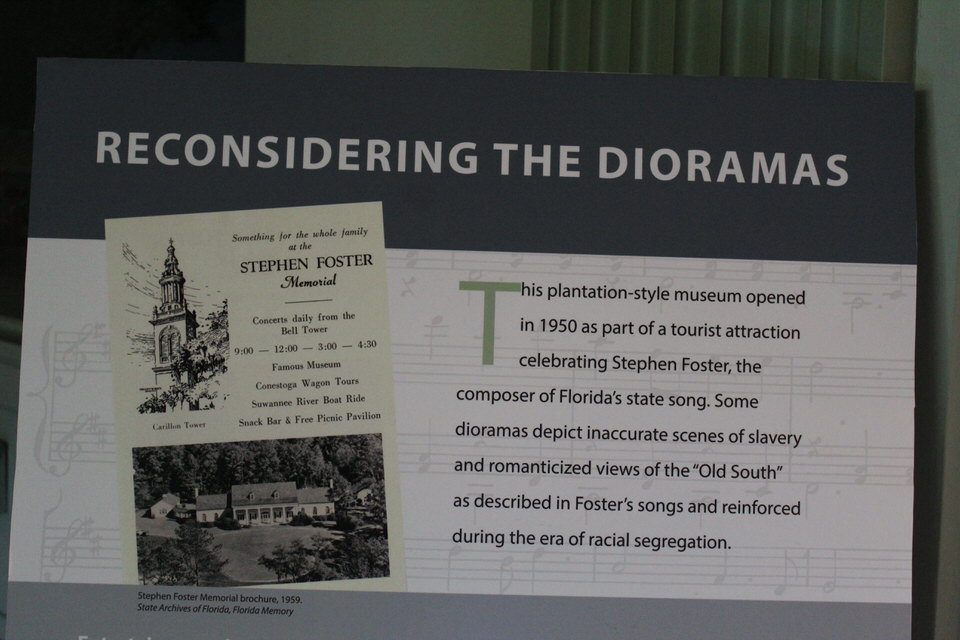 RECONSIDERING THE DIORAMAS
Something for the whole family
at the
STEPHEN FOSTER
Memorial
Concerts daily from the
Bell Tower
9:00 — 12:00 — 3:00 — 4:30
Famous Museum
Conestoga Wagon Tours
Suwannee River Boat Ride
Snack Bar & Free Picnic Pavilion
Carillon Tower
This plantation-style museum opened
in 1950 as part of a tourist attraction
celebrating Stephen Foster, the
composer of Florida's state song. Some
dioramas depict inaccurate scenes of slavery
and romanticized views of the "Old South"
as described in Foster's songs and reinforced
during the era of racial segregation.
Stephen Foster Memorial brochure, 1959.
State Archives of Florida, Florida Memory